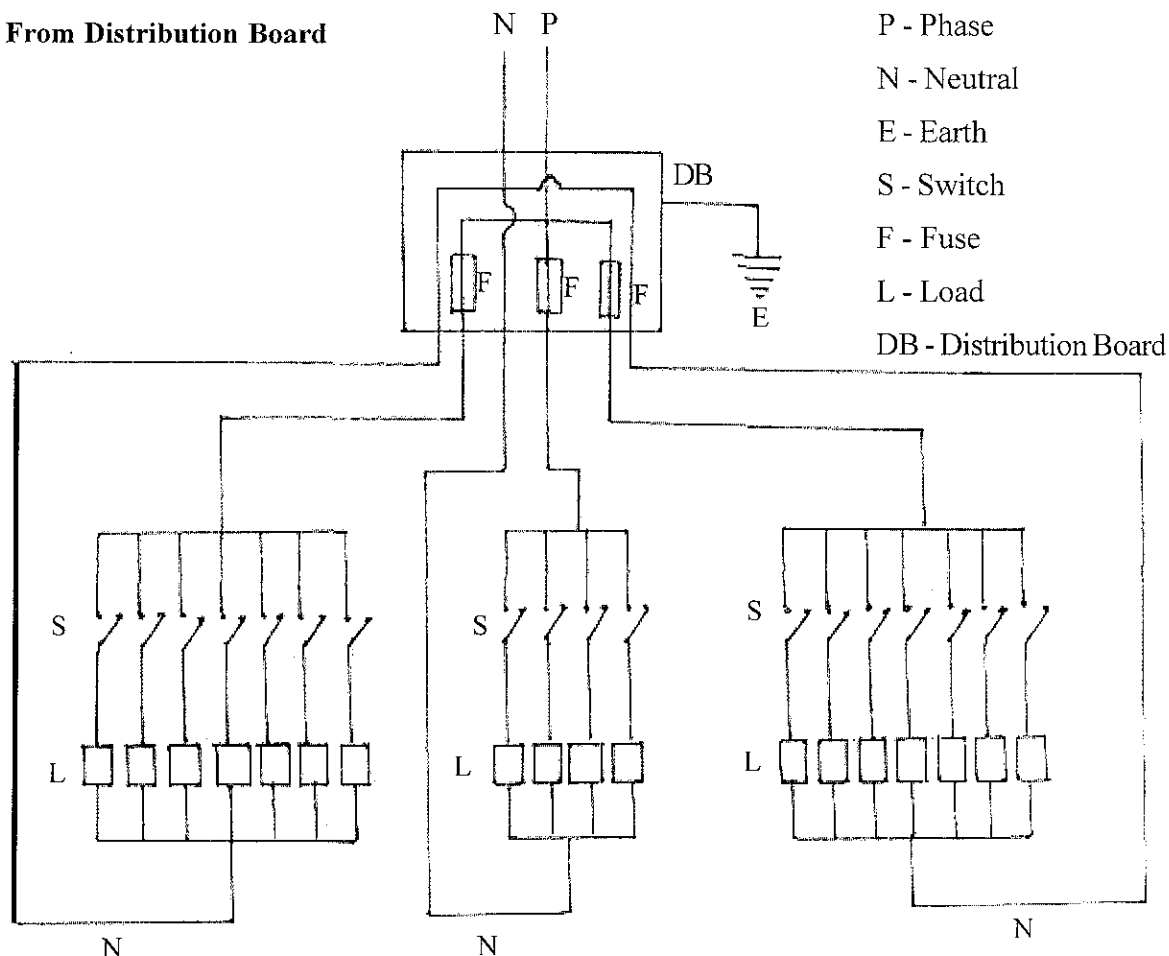 From Distribution Board
N P
P - Phase
N - Neutral
E - Earth
S - Switch
F - Fuse
L - Load
DB - Distribution Board
DB
F F F
E
S S S
L L L
N N N